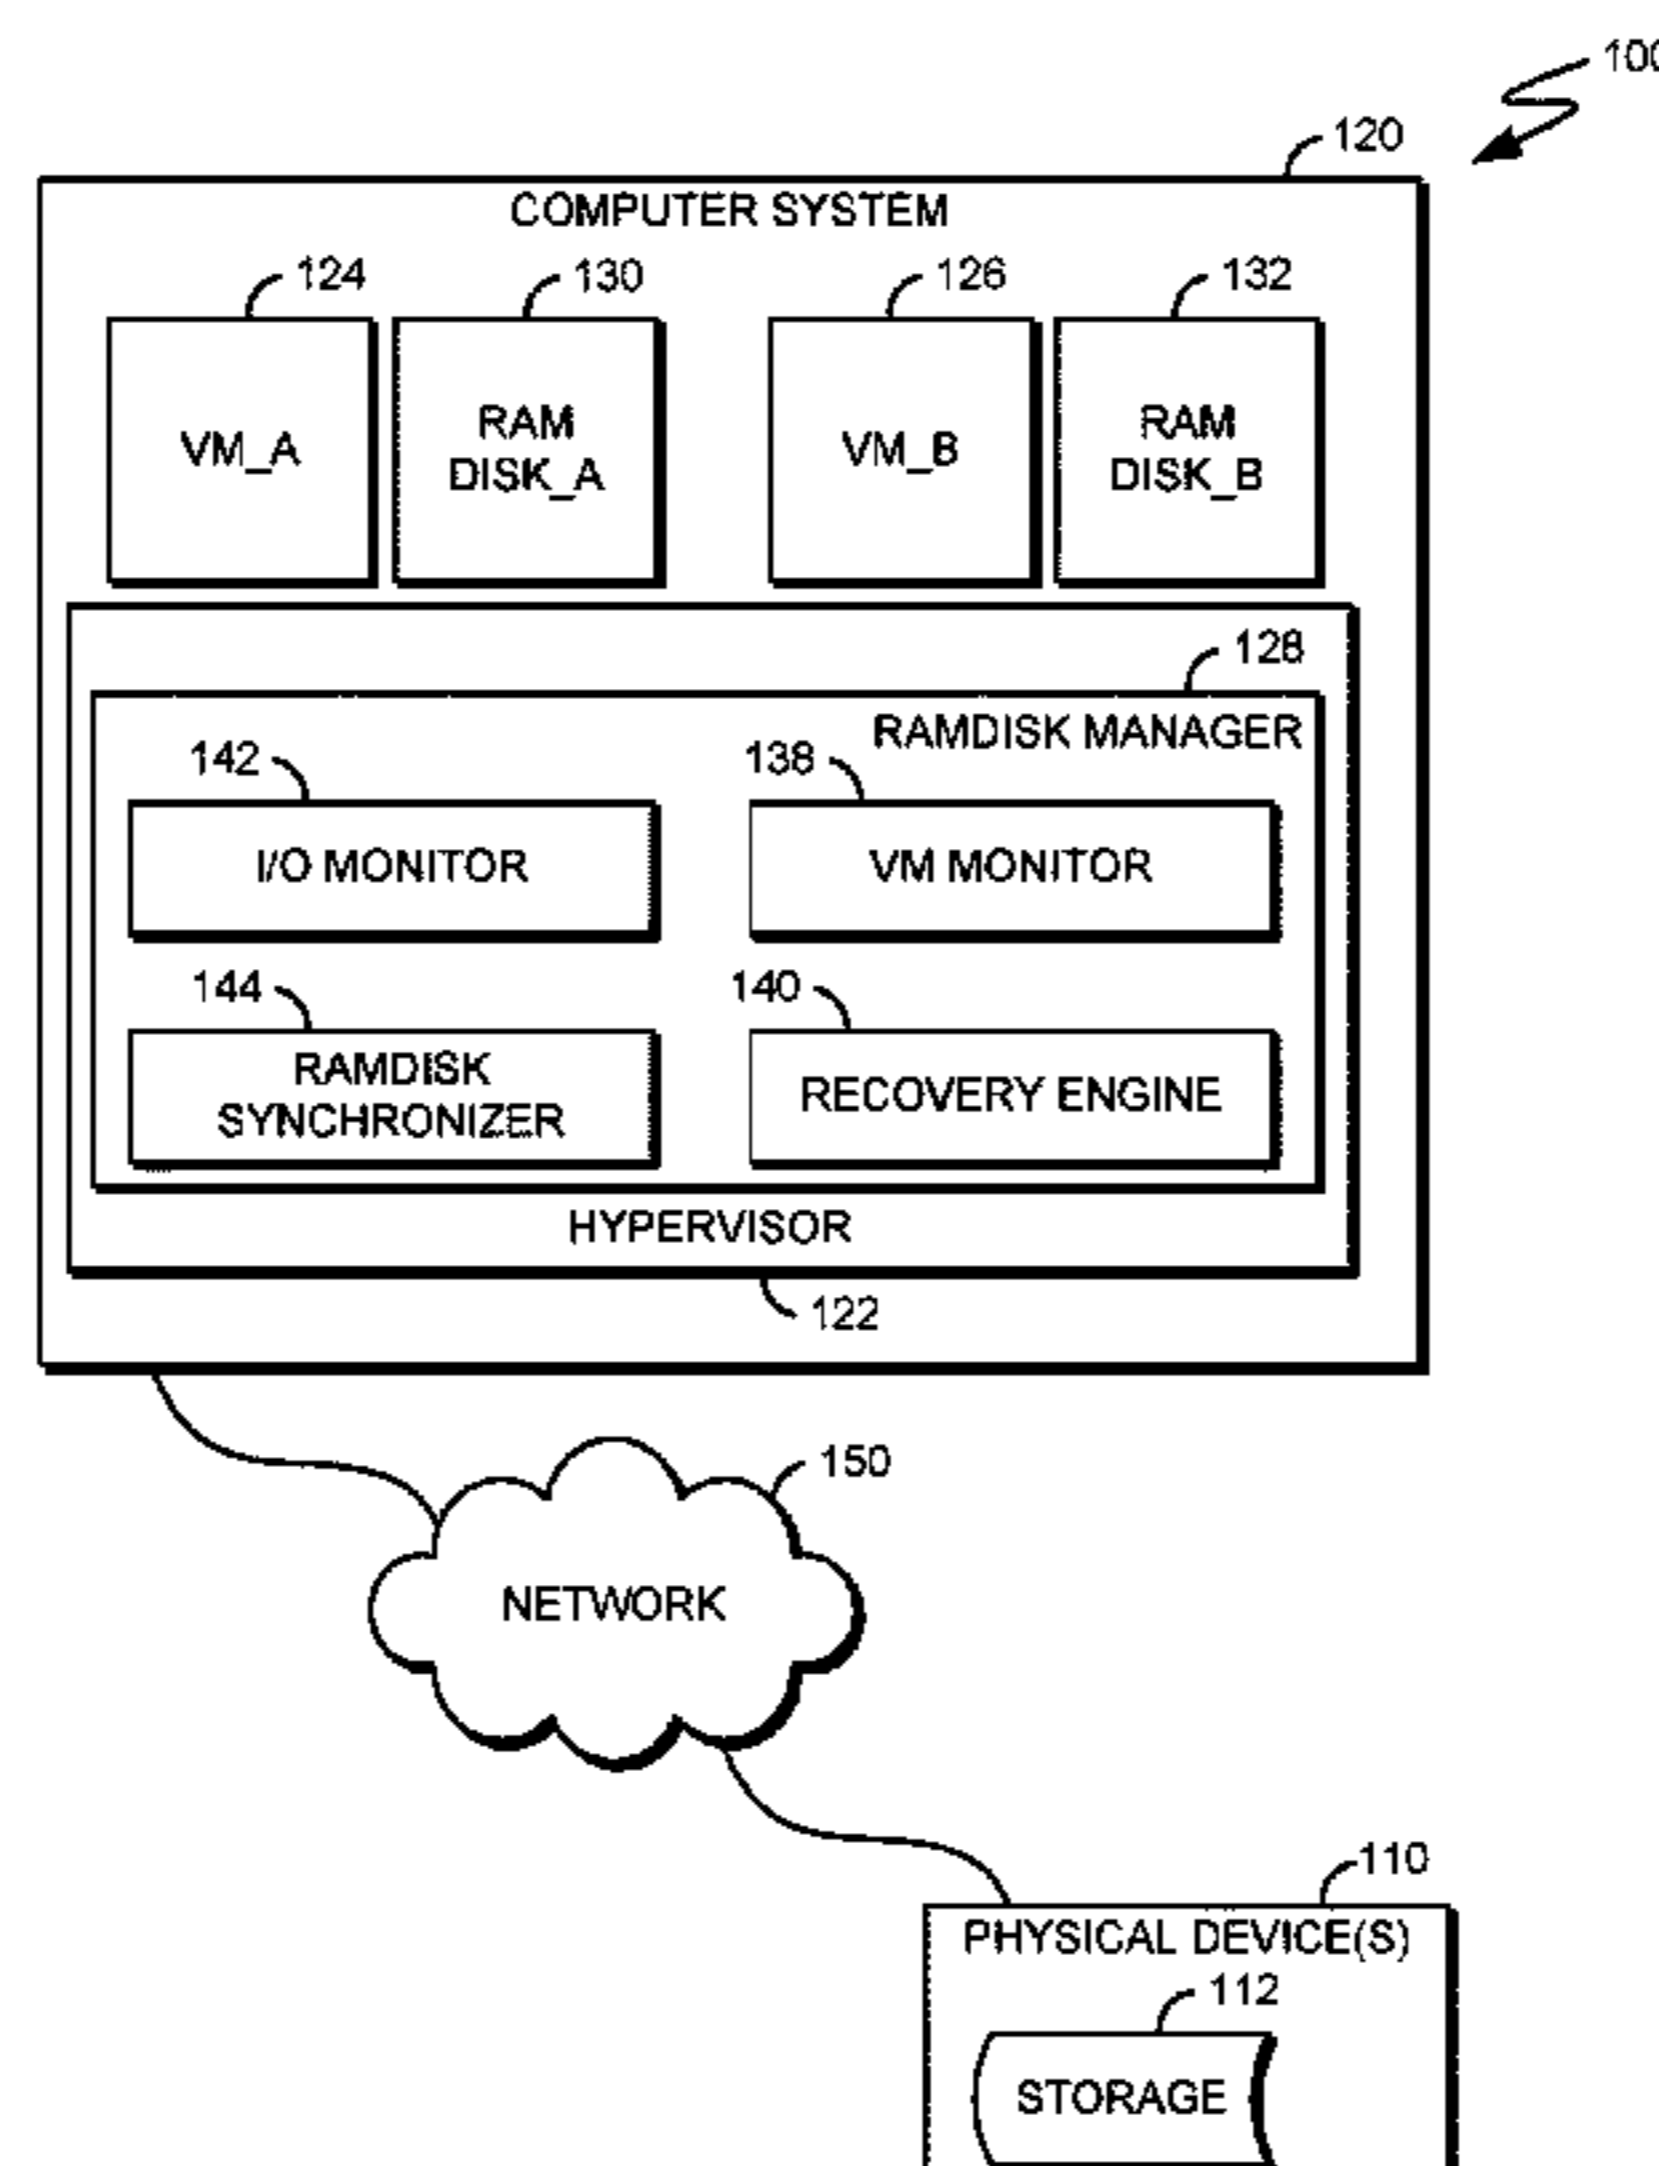 100
120
COMPUTER SYSTEM
124
130
126
132
VM_A
RAM
DISK_A
VM_B
RAM
DISK_B
128
RAMDISK MANAGER
142
138
I/O MONITOR
VM MONITOR
144
140
RAMDISK
SYNCHRONIZER
RECOVERY ENGINE
HYPERVISOR
122
150
NETWORK
110
PHYSICAL DEVICE(S)
112
STORAGE